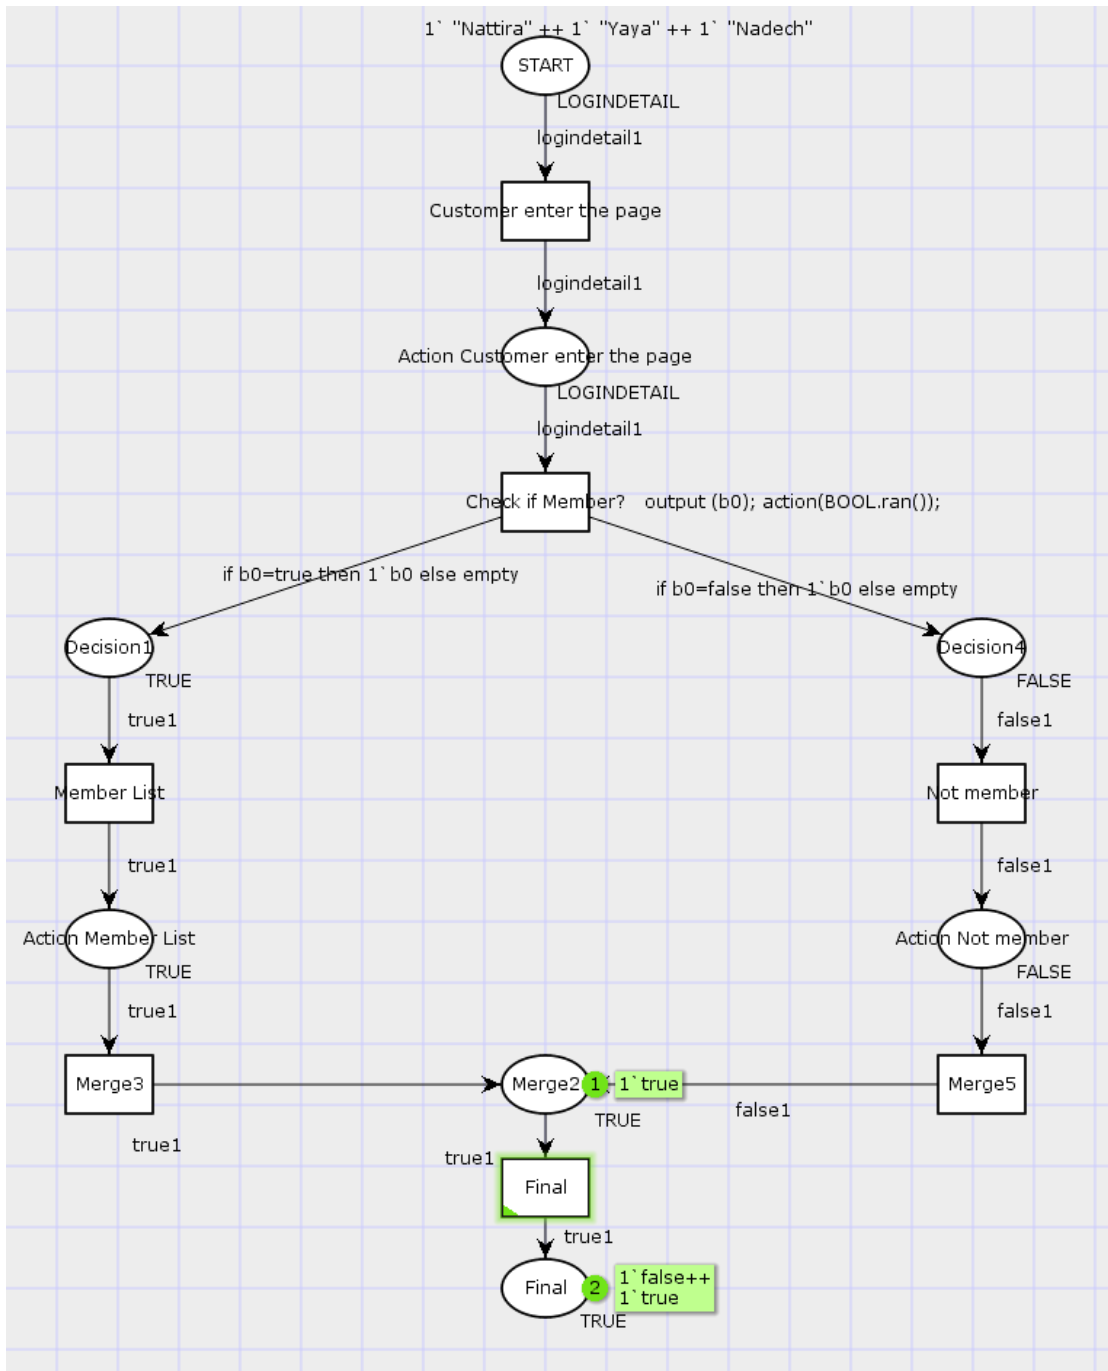 1` "Nattira" ++ 1` "Yaya" ++ 1` "Nadech"
START
LOGINDETAIL
logindetail1
Customer enter the page
logindetail1
Action Customer enter the page
LOGINDETAIL
logindetail1
Check if Member? output (b0); action(BOOL.ran());
if b0=true then 1`b0 else empty
if b0=false then 1`b0 else empty
Decision1
Decision4
TRUE
FALSE
true1
false1
Member List
Not member
true1
false1
Action Member List
Action Not member
TRUE
FALSE
true1
false1
Merge3
Merge2
1
1`true
Merge5
false1
TRUE
true1
true1
Final
true1
Final
2
1`false++
1`true
TRUE